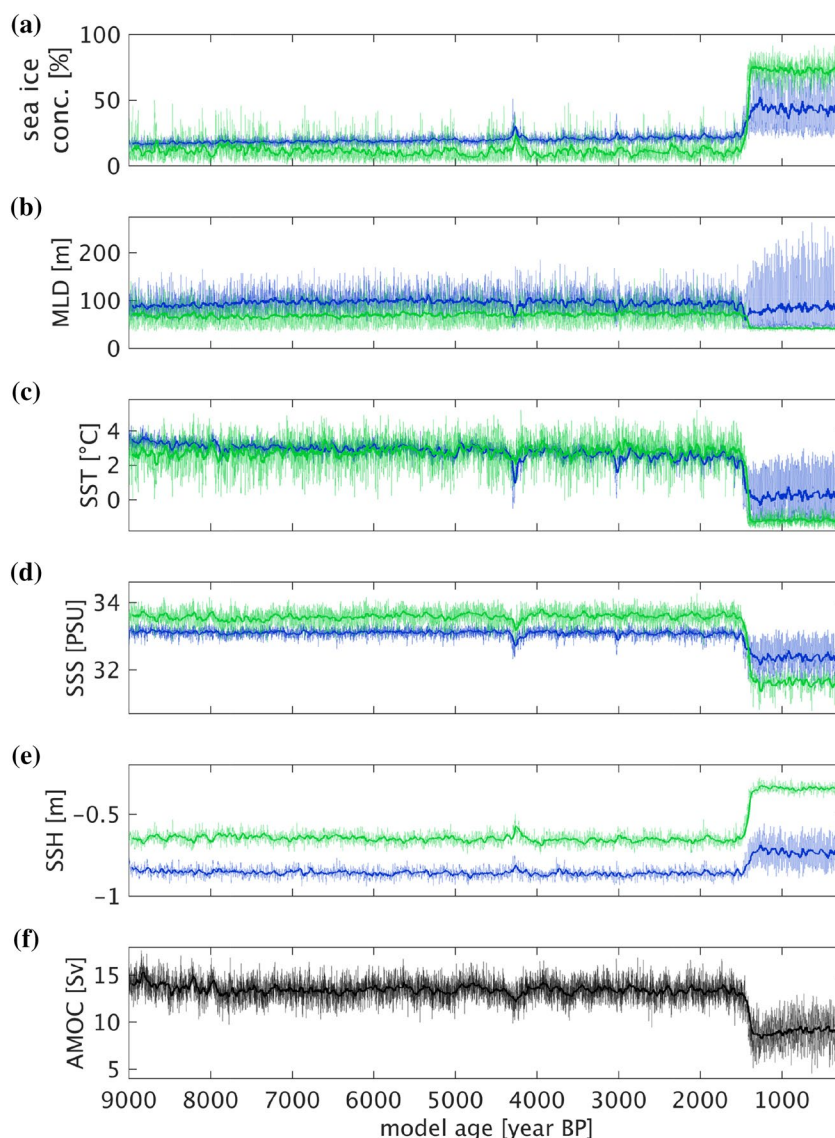 (a)
sea ice
conc. [%]
100
50
0
(b)
MLD [m]
200
100
0
(c)
SST [°C]
4
2
0
(d)
SSS [PSU]
34
32
(e)
SSH [m]
−0.5
−1
(f)
AMOC [Sv]
15
10
5
9000 8000 7000 6000 5000 4000 3000 2000 1000
model age [year BP]